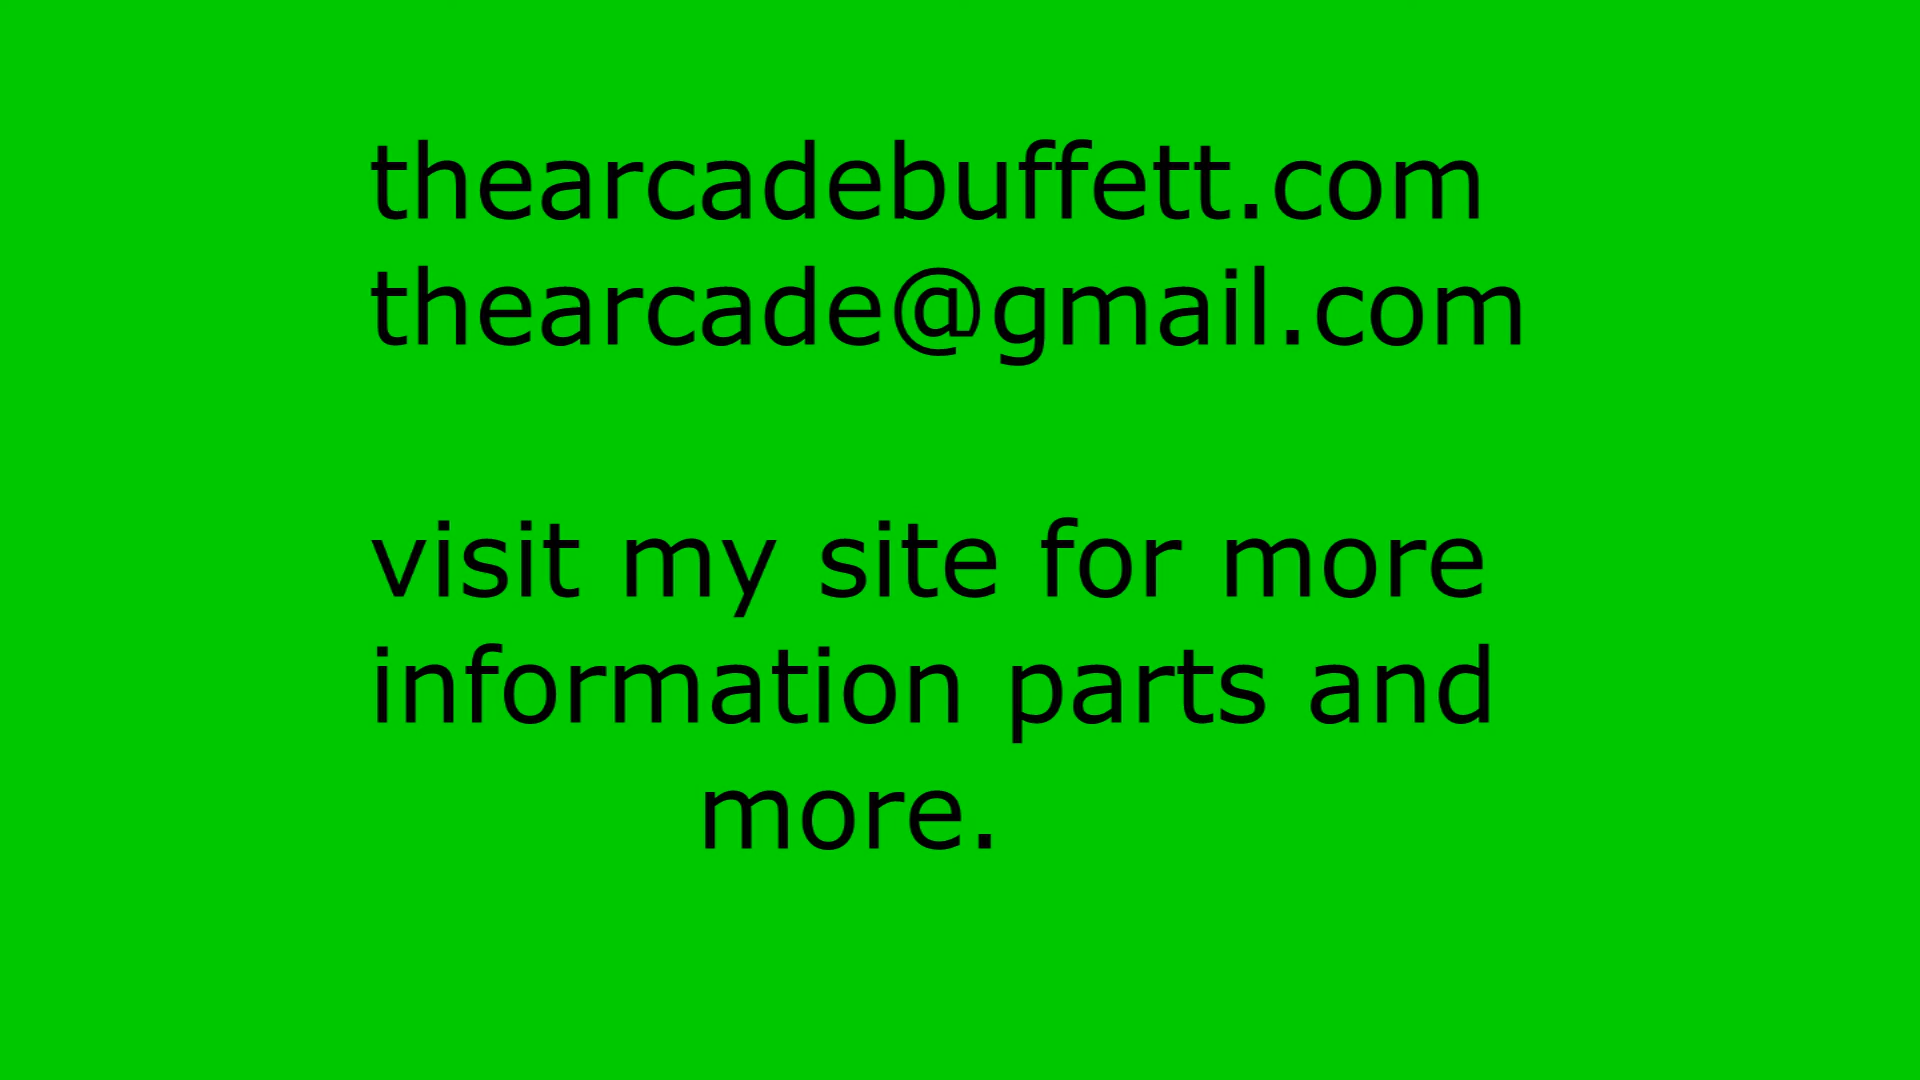 thearcadebuffett.com
thearcade@gmail.com
visit my site for more
information parts and
more.